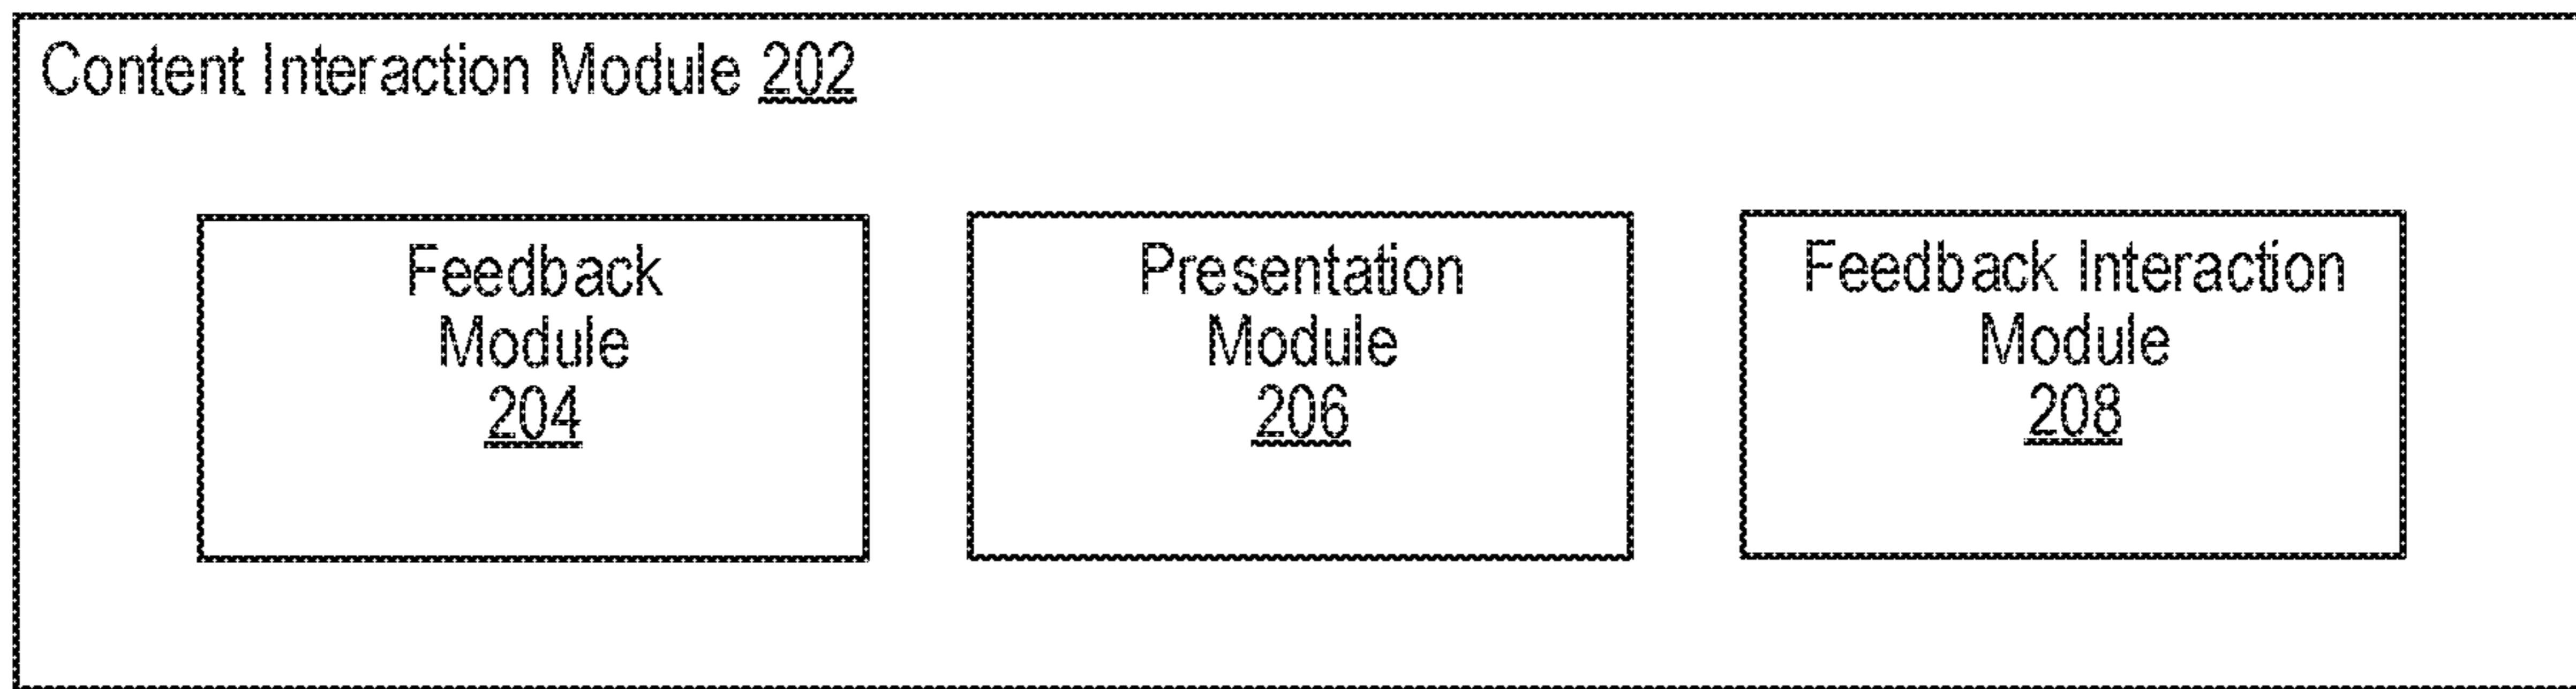 Content Interaction Module 202
Feedback
Module
204
Presentation
Module
206
Feedback Interaction
Module
208